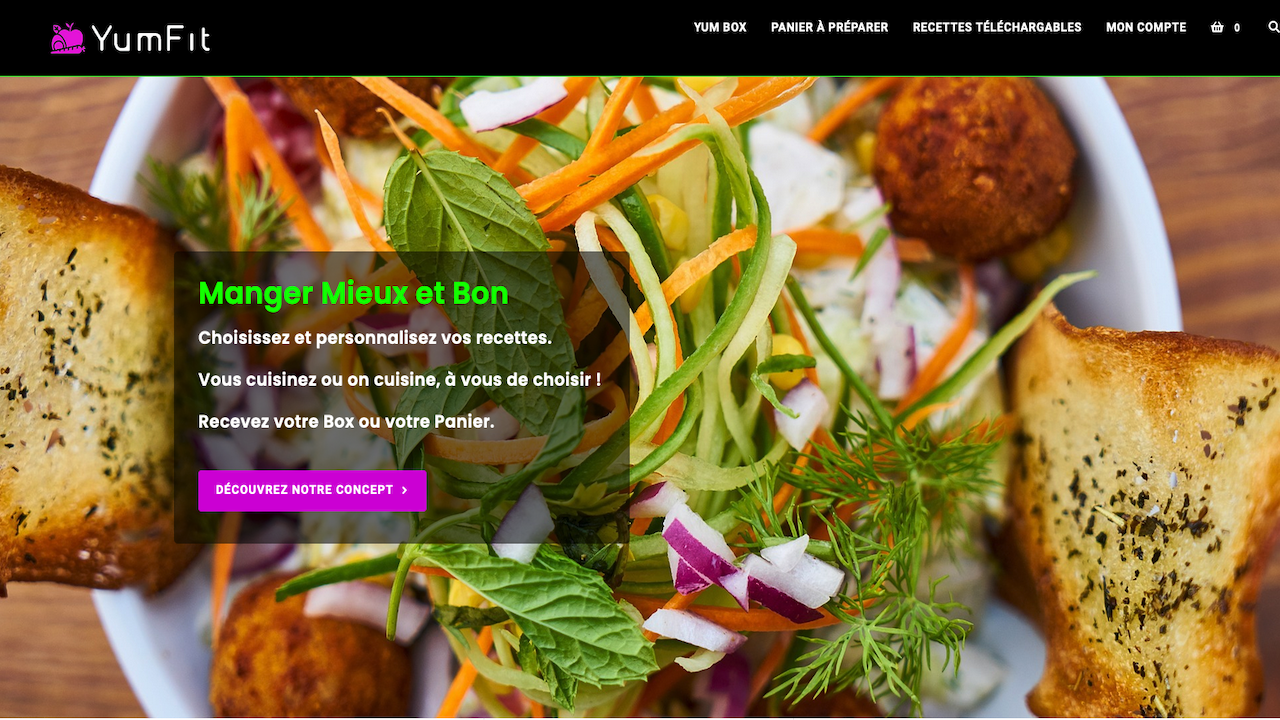 YumFit
YUM BOX
PANIER À PRÉPARER
RECETTES TÉLÉCHARGABLES
MON COMPTE
0
Manger Mieux et Bon
Choisissez et personnalisez vos recettes.
Vous cuisinez ou on cuisine, à vous de choisir !
Recevez votre Box ou votre Panier.
DÉCOUVREZ NOTRE CONCEPT